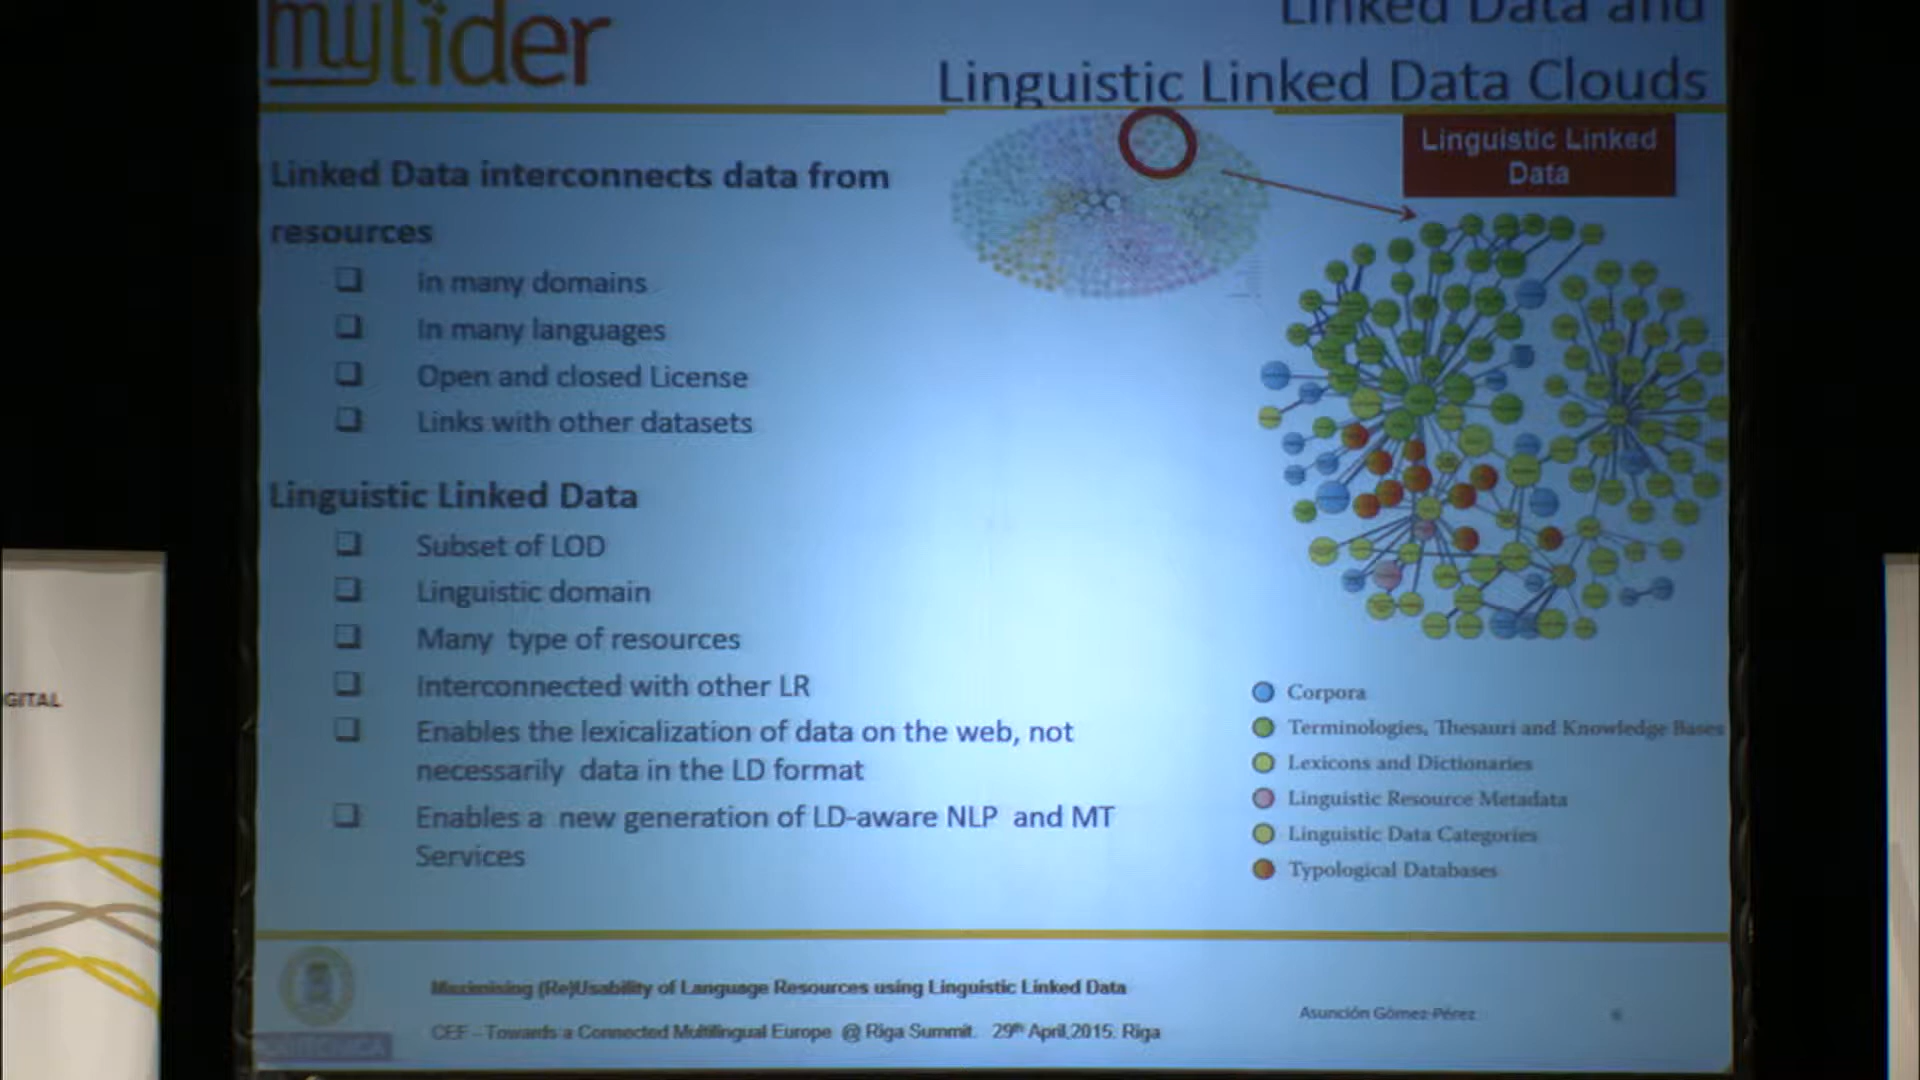 mylider
Linked Data and
Linguistic Linked Data Clouds
Linguistic Linked
Data
Linked Data interconnects data from
resources
In many domains
In many languages
Open and closed License
Links with other datasets
Linguistic Linked Data
Subset of LOD
Linguistic domain
Many type of resources
Interconnected with other LR
Enables the lexicalization of data on the web, not
necessarily data in the LD format
Enables a new generation of LD-aware NLP and MT
Services
Corpora
Terminologies, Thesauri and Knowledge Bases
Lexicons and Dictionaries
Linguistic Resource Metadata
Linguistic Data Categories
Typological Databases
GITAL
Maximising (Re)Usability of Language Resources using Linguistic Linked Data
CEF - Towards a Connected Multilingual Europe @ Riga Summit. 29th April,2015. Riga
Asunción Gómez-Pérez
6